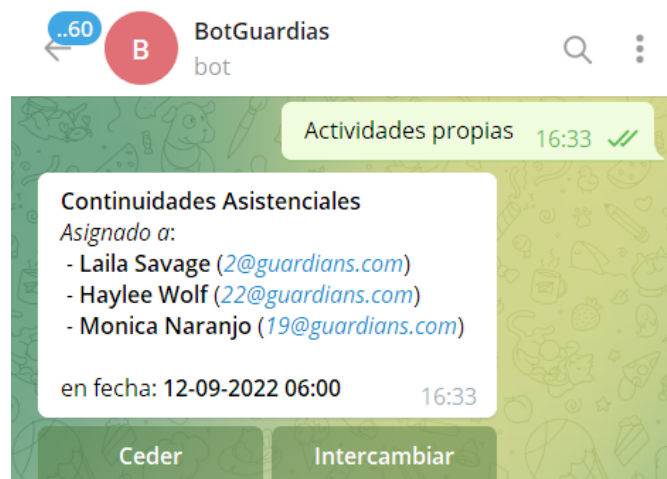 ..60
B
BotGuardias
bot
Actividades propias 16:33
Continuidades Asistenciales
Asignado a:
- Laila Savage (2@guardians.com)
- Haylee Wolf (22@guardians.com)
- Monica Naranjo (19@guardians.com)
en fecha: 12-09-2022 06:00 16:33
Ceder Intercambiar